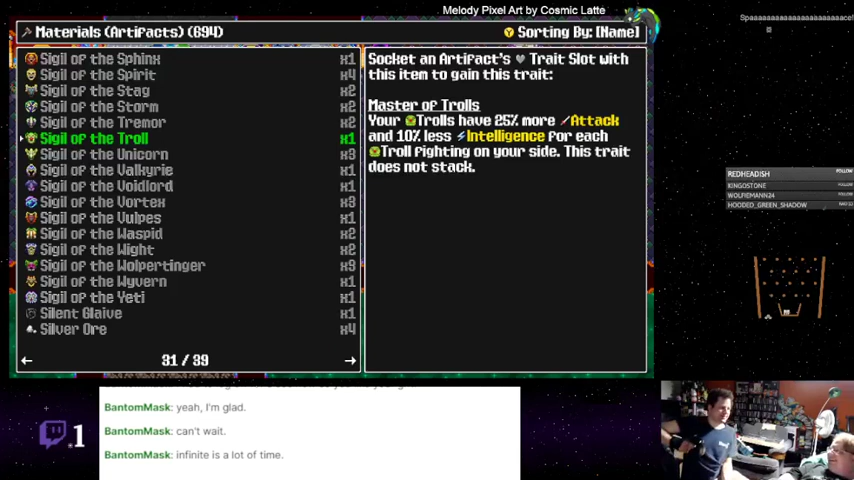 Melody Pixel Art by Cosmic Latte
Spaaaaaaaaaaaaaaaaaaaace!
Materials (Artifacts) (694)
Sorting By: [Name]
Sigil of the Sphinx x1
Sigil of the Spirit x4
Sigil of the Stag x2
Sigil of the Storm x2
Sigil of the Tremor x2
Sigil of the Troll x1
Sigil of the Unicorn x3
Sigil of the Valkyrie x1
Sigil of the Voidlord x1
Sigil of the Vortex x3
Sigil of the Vulpes x1
Sigil of the Waspid x2
Sigil of the Wight x2
Sigil of the Wolpertinger x9
Sigil of the Wyvern x1
Sigil of the Yeti x1
Silent Glaive x1
Silver Ore x4
31 / 39
Socket an Artifact's Trait Slot with
this item to gain this trait:
Master of Trolls
Your Trolls have 25% more Attack
and 10% less Intelligence for each
Troll fighting on your side. This trait
does not stack.
REDHEADISH FOLLOW
KINGOSTONE FOLLOW
WOLFIEMANN24 FOLLOW
HOODED_GREEN_SHADOW
.1
BantomMask: yeah, I'm glad.
BantomMask: can't wait.
BantomMask: infinite is a lot of time.